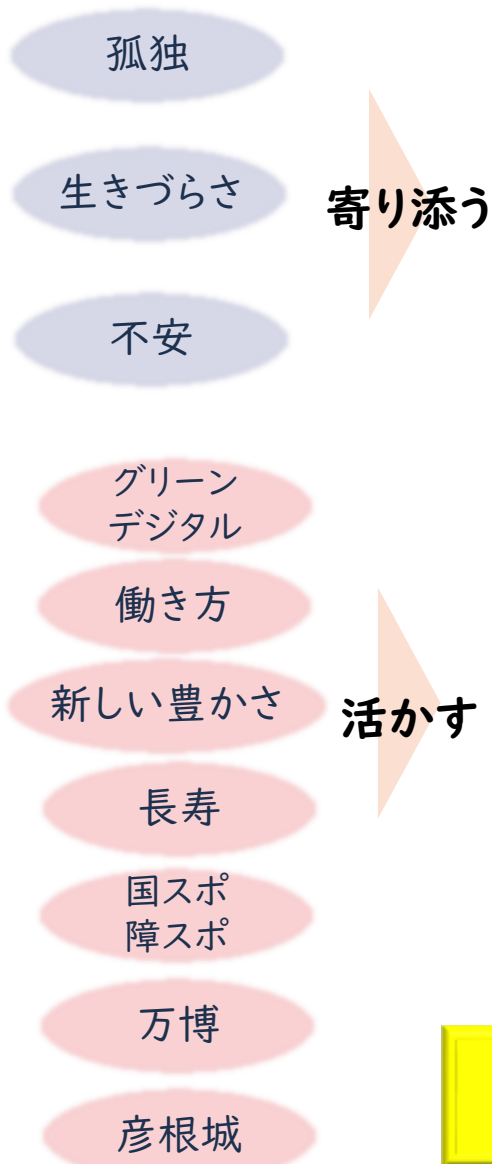 孤独
生きづらさ
寄り添う
不安
グリーン
デジタル
働き方
新しい豊かさ
活かす
長寿
国スポ
障スポ
万博
彦根城